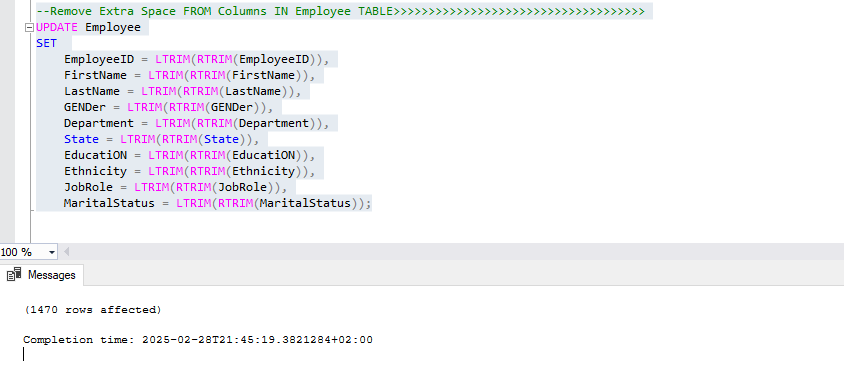 --Remove Extra Space FROM Columns IN Employee TABLE>>>>>>>>>>>>>>>>>>>>>>>>>>>>>>>>>>>>
UPDATE Employee
SET
EmployeeID = LTRIM(RTRIM(EmployeeID)),
FirstName = LTRIM(RTRIM(FirstName)),
LastName = LTRIM(RTRIM(LastName)),
GENDer = LTRIM(RTRIM(GENDer)),
Department = LTRIM(RTRIM(Department)),
State = LTRIM(RTRIM(State)),
EducatiON = LTRIM(RTRIM(EducatiON)),
Ethnicity = LTRIM(RTRIM(Ethnicity)),
JobRole = LTRIM(RTRIM(JobRole)),
MaritalStatus = LTRIM(RTRIM(MaritalStatus));
100 %
Messages
(1470 rows affected)
Completion time: 2025-02-28T21:45:19.3821284+02:00